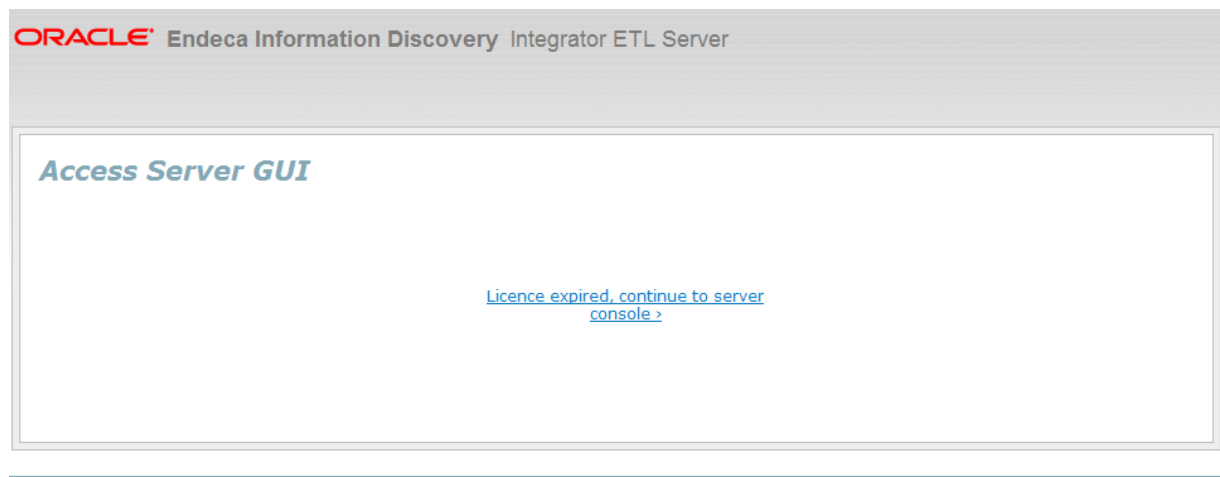 ORACLE® Endeca Information Discovery Integrator ETL Server
Access Server GUI
Licence expired, continue to server
console ›